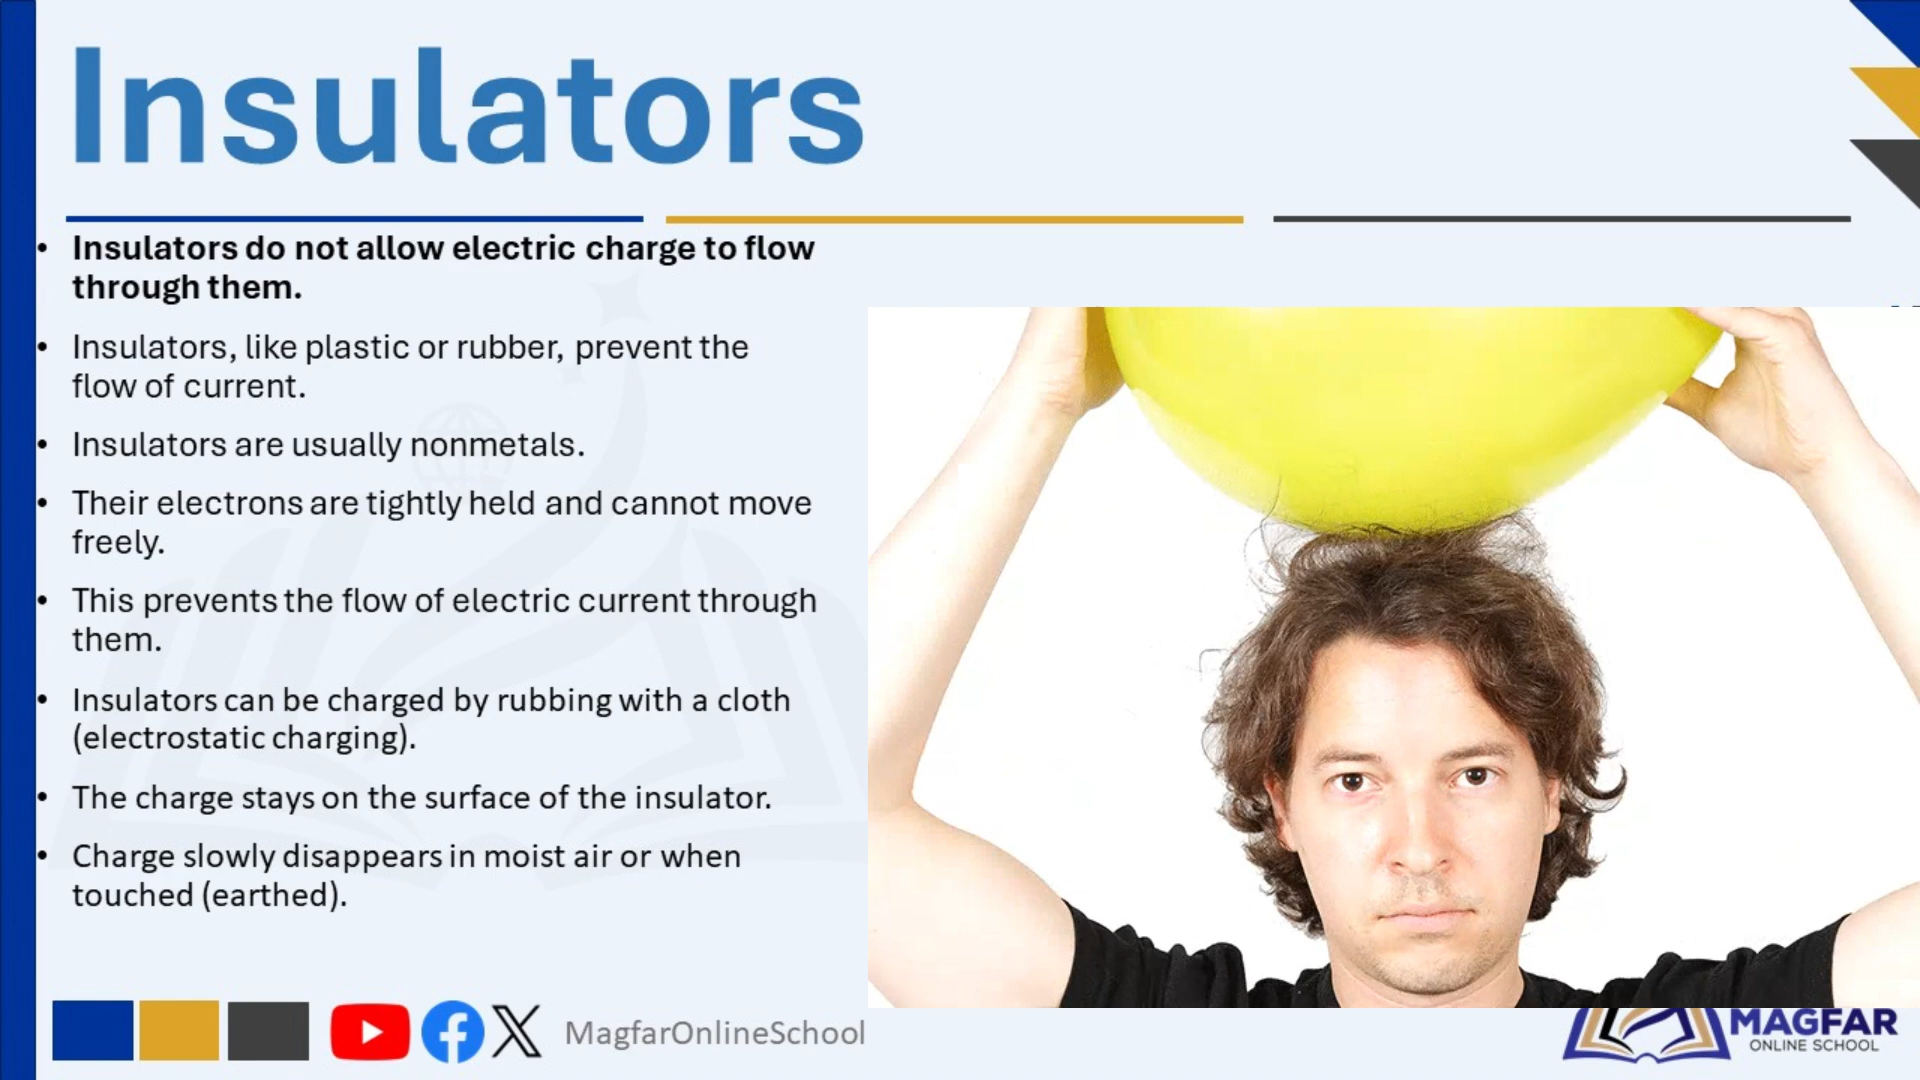 Insulators
• Insulators do not allow electric charge to flow
through them.
• Insulators, like plastic or rubber, prevent the
flow of current.
• Insulators are usually nonmetals.
• Their electrons are tightly held and cannot move
freely.
• This prevents the flow of electric current through
them.
• Insulators can be charged by rubbing with a cloth
(electrostatic charging).
• The charge stays on the surface of the insulator.
• Charge slowly disappears in moist air or when
touched (earthed).
MagfarOnlineSchool
MAGFAR
ONLINE SCHOOL